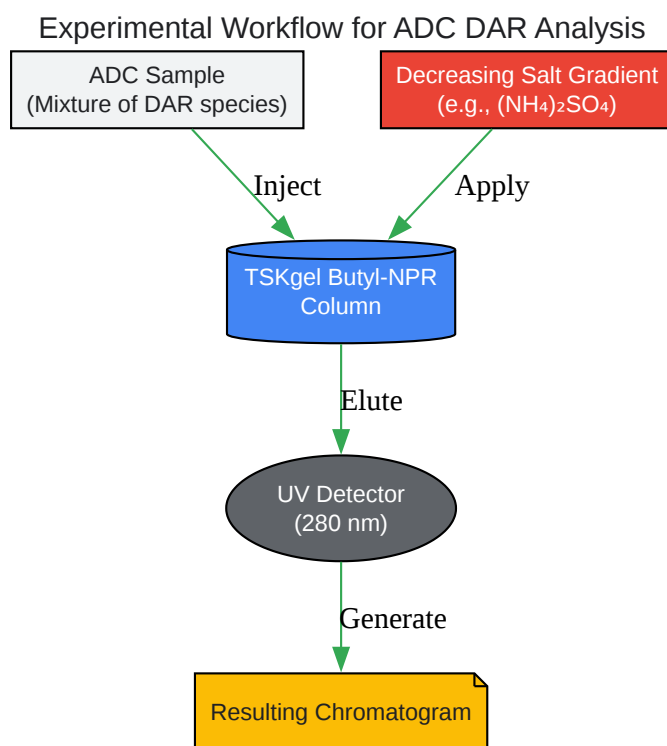 Experimental Workflow for ADC DAR Analysis
ADC Sample
(Mixture of DAR species)
Decreasing Salt Gradient
(e.g., (NH₄)₂SO₄)
Inject
Apply
TSKgel Butyl-NPR
Column
Elute
UV Detector
(280 nm)
Generate
Resulting Chromatogram